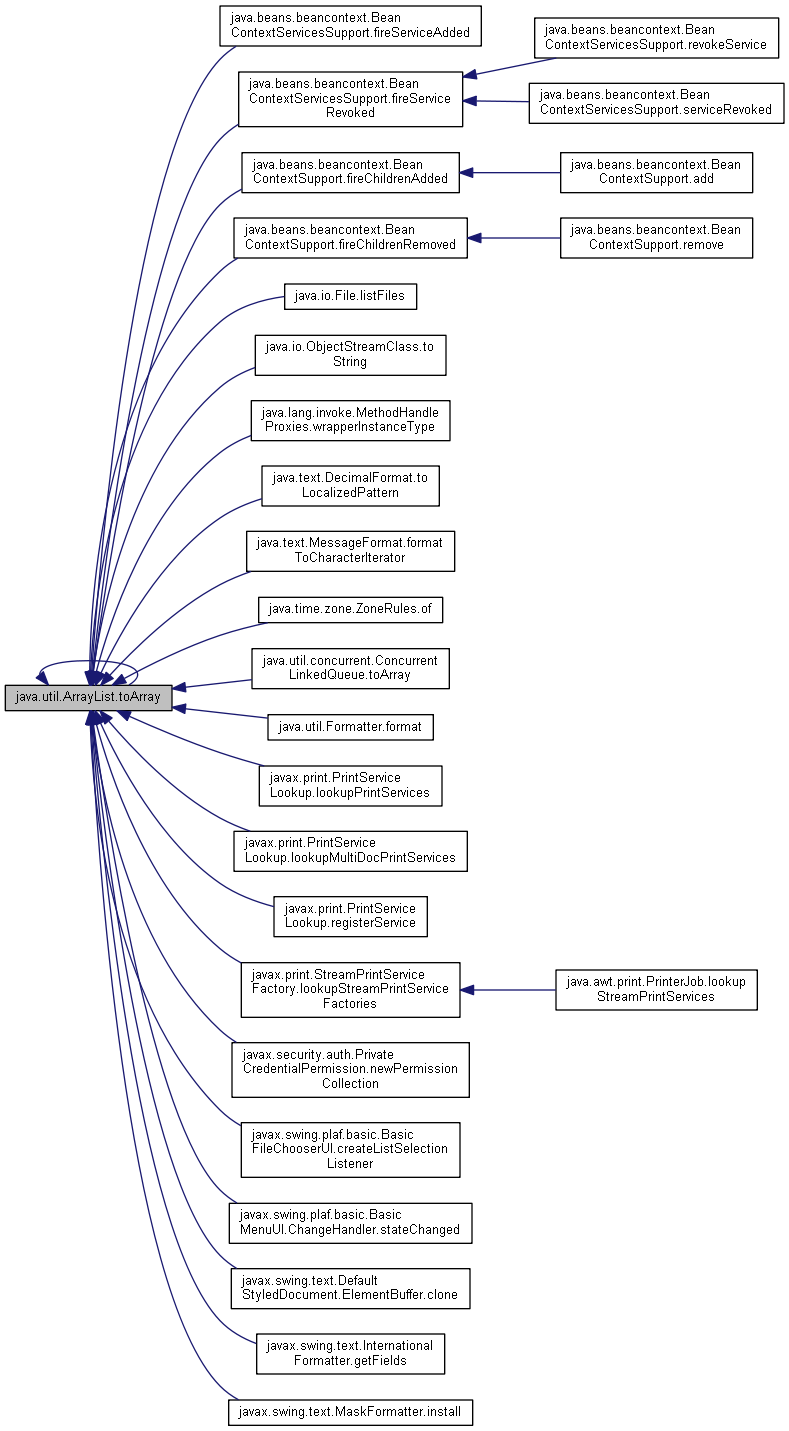 java.beans.beancontext.Bean
ContextServicesSupport.fireServiceAdded
java.beans.beancontext.Bean
ContextServicesSupport.revokeService
java.beans.beancontext.Bean
ContextServicesSupport.fireService
Revoked
java.beans.beancontext.Bean
ContextServicesSupport.serviceRevoked
java.beans.beancontext.Bean
ContextSupport.fireChildrenAdded
java.beans.beancontext.Bean
ContextSupport.add
java.beans.beancontext.Bean
ContextSupport.fireChildrenRemoved
java.beans.beancontext.Bean
ContextSupport.remove
java.io.File.listFiles
java.io.ObjectStreamClass.to
String
java.lang.invoke.MethodHandle
Proxies.wrapperInstanceType
java.text.DecimalFormat.to
LocalizedPattern
java.text.MessageFormat.format
ToCharacterIterator
java.time.zone.ZoneRules.of
java.util.concurrent.Concurrent
LinkedQueue.toArray
java.util.ArrayList.toArray
java.util.Formatter.format
javax.print.PrintService
Lookup.lookupPrintServices
javax.print.PrintService
Lookup.lookupMultiDocPrintServices
javax.print.PrintService
Lookup.registerService
javax.print.StreamPrintService
Factory.lookupStreamPrintService
Factories
java.awt.print.PrinterJob.lookup
StreamPrintServices
javax.security.auth.Private
CredentialPermission.newPermission
Collection
javax.swing.plaf.basic.Basic
FileChooserUI.createListSelection
Listener
javax.swing.plaf.basic.Basic
MenuUI.ChangeHandler.stateChanged
javax.swing.text.Default
StyledDocument.ElementBuffer.clone
javax.swing.text.International
Formatter.getFields
javax.swing.text.MaskFormatter.install